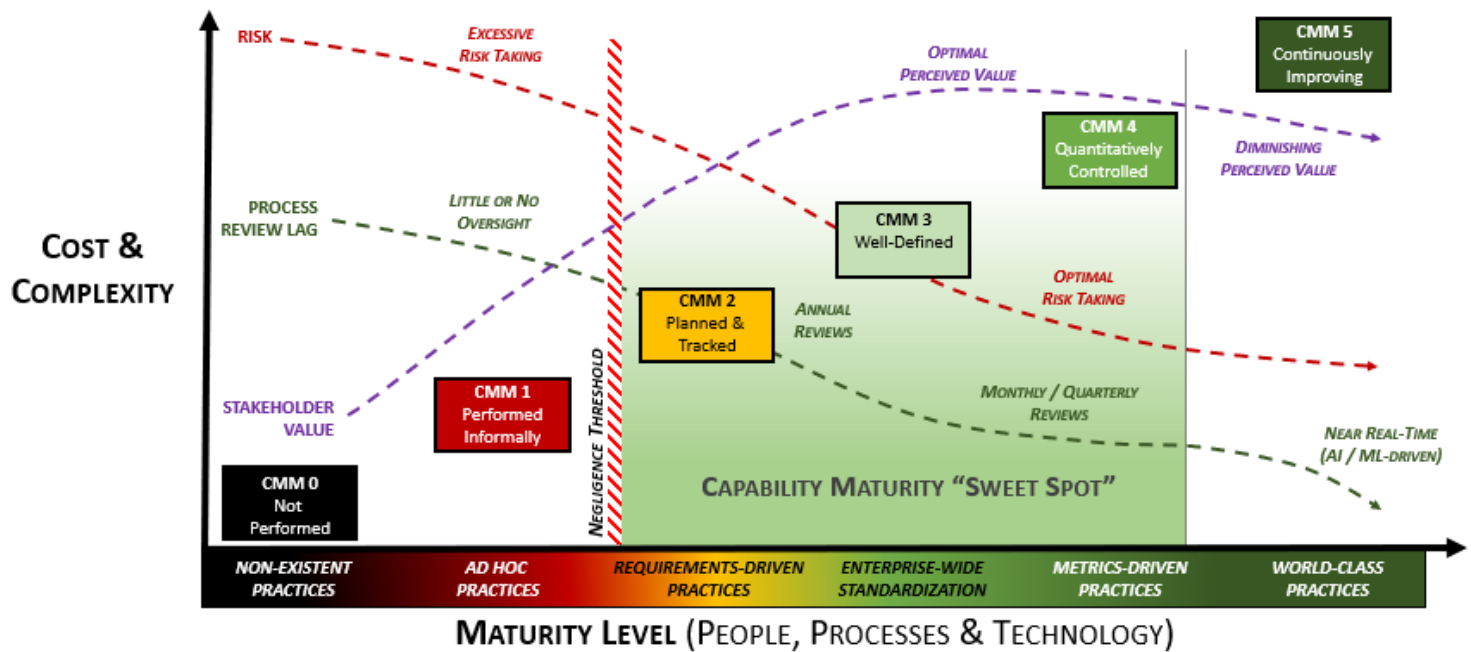 RISK
EXCESSIVE
RISK TAKING
OPTIMAL
PERCEIVED VALUE
CMM 5
Continuously
Improving
CMM 4
Quantitatively
Controlled
DIMINISHING
PERCEIVED VALUE
PROCESS
REVIEW LAG
LITTLE OR NO
OVERSIGHT
CMM 3
Well-Defined
COST &
COMPLEXITY
CMM 2
Planned &
Tracked
ANNUAL
REVIEWS
OPTIMAL
RISK TAKING
NEGLIGENCE THRESHOLD
STAKEHOLDER
VALUE
CMM 1
Performed
Informally
MONTHLY / QUARTERLY
REVIEWS
NEAR REAL-TIME
(AI / ML-DRIVEN)
CMM 0
Not
Performed
CAPABILITY MATURITY “SWEET SPOT”
NON-EXISTENT
PRACTICES
AD HOC
PRACTICES
REQUIREMENTS-DRIVEN
PRACTICES
ENTERPRISE-WIDE
STANDARDIZATION
METRICS-DRIVEN
PRACTICES
WORLD-CLASS
PRACTICES
MATURITY LEVEL (PEOPLE, PROCESSES & TECHNOLOGY)